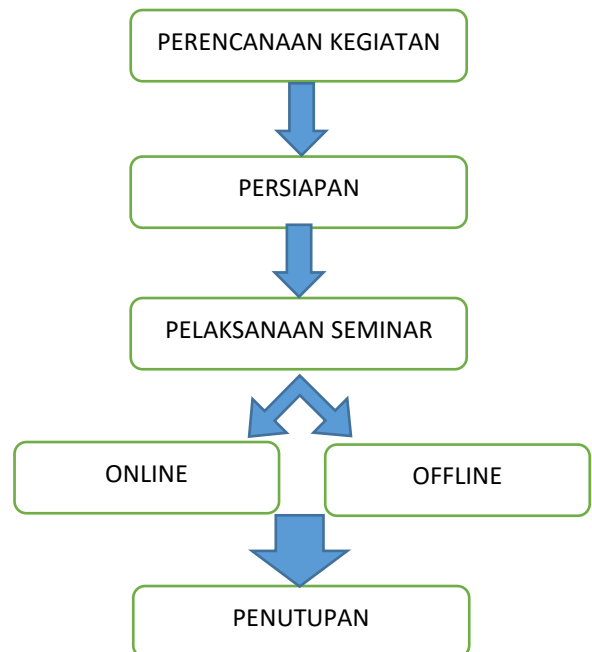 PERENCANAAN KEGIATAN
PERSIAPAN
PELAKSANAAN SEMINAR
ONLINE
OFFLINE
PENUTUPAN